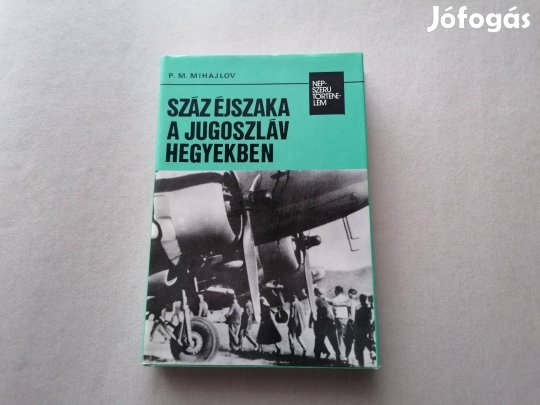 Jófogás
P. M. MIHAJLOV
NÉP-
SZERŰ
TÖRTÉNE-
LEM
SZÁZ ÉJSZAKA
A JUGOSZLÁV
HEGYEKBEN